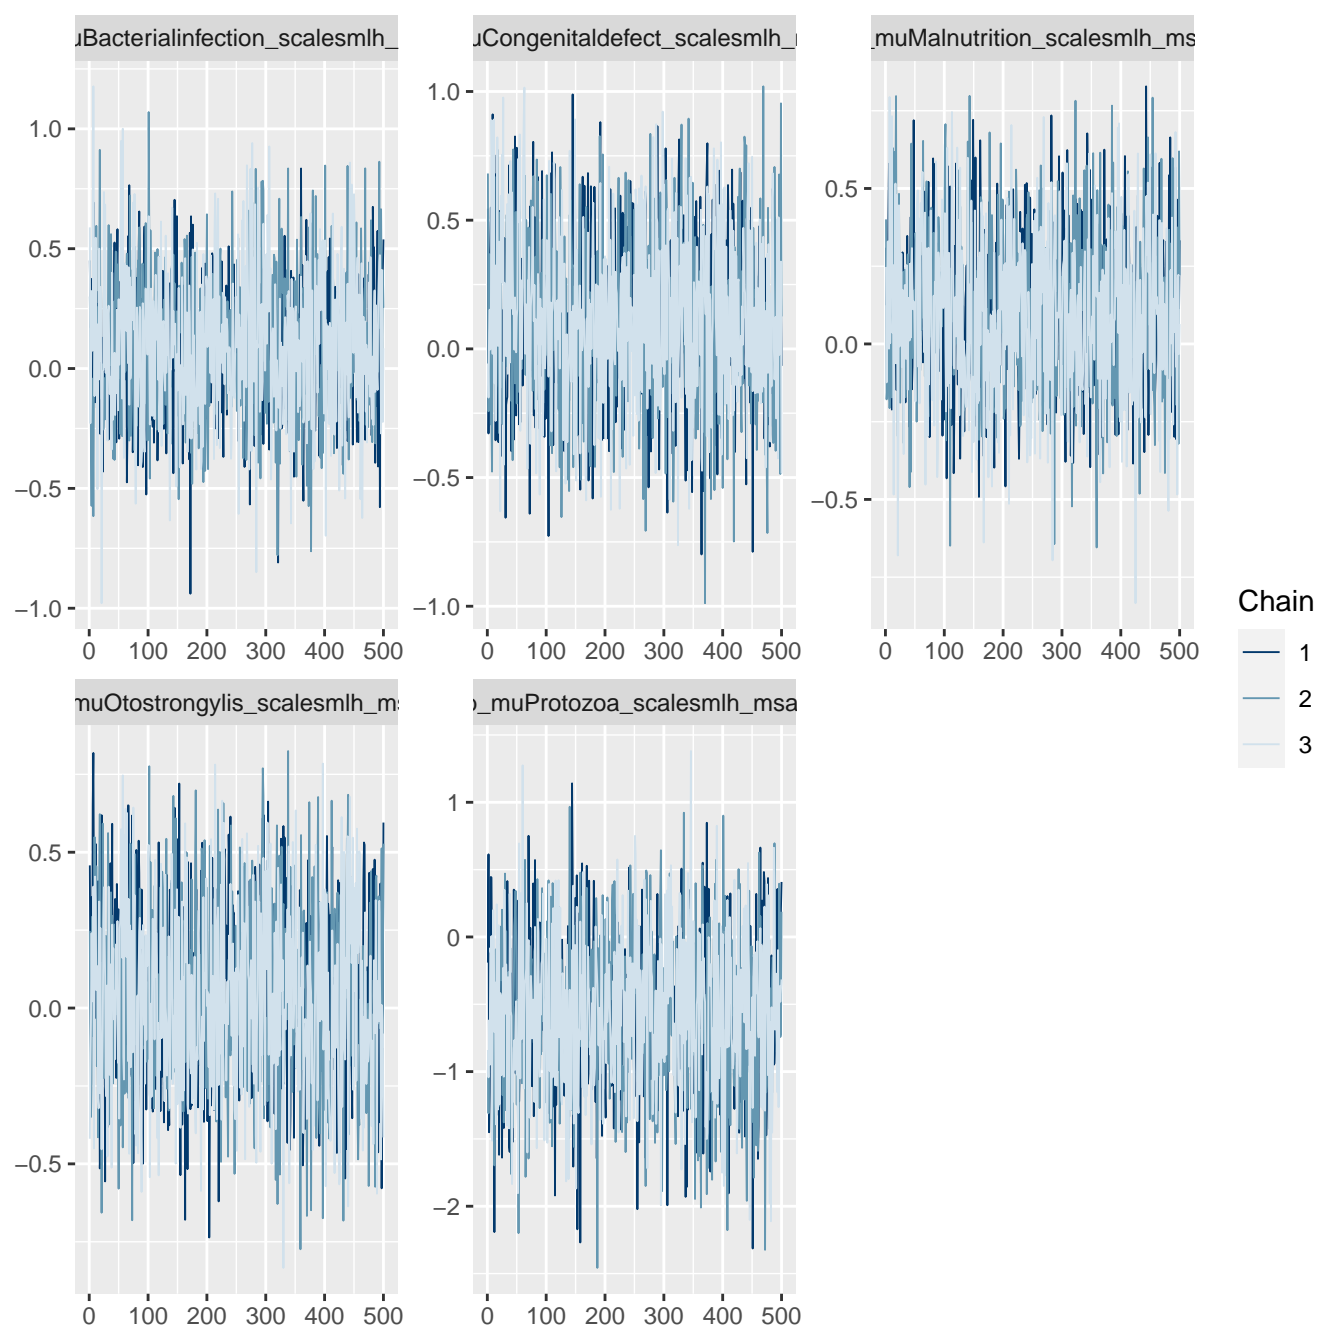 uBacterialinfection_scalesmlh_
uCongenitaldefect_scalesmlh_
_muMalnutrition_scalesmlh_ms
1.0
0.5
0.0
−0.5
−1.0
1.0
0.5
0.0
−0.5
−1.0
0.5
0.0
−0.5
0 100 200 300 400 500
0 100 200 300 400 500
0 100 200 300 400 500
Chain
1
2
3
muOtostrongylis_scalesmlh_ms
o_muProtozoa_scalesmlh_msa
0.5
0.0
−0.5
1
0
−1
−2
0 100 200 300 400 500
0 100 200 300 400 500